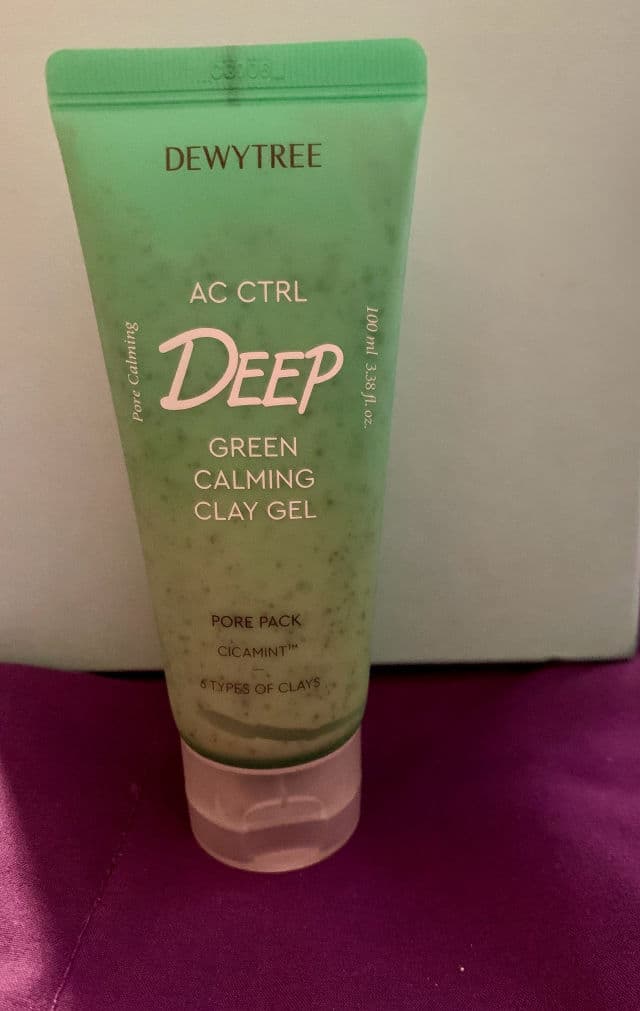 DEWYTREE
AC CTRL
DEEP
GREEN
CALMING
CLAY GEL
Pore Calming
100 ml 3.38 fl. oz.
PORE PACK
CICAMINT™
6 TYPES OF CLAYS